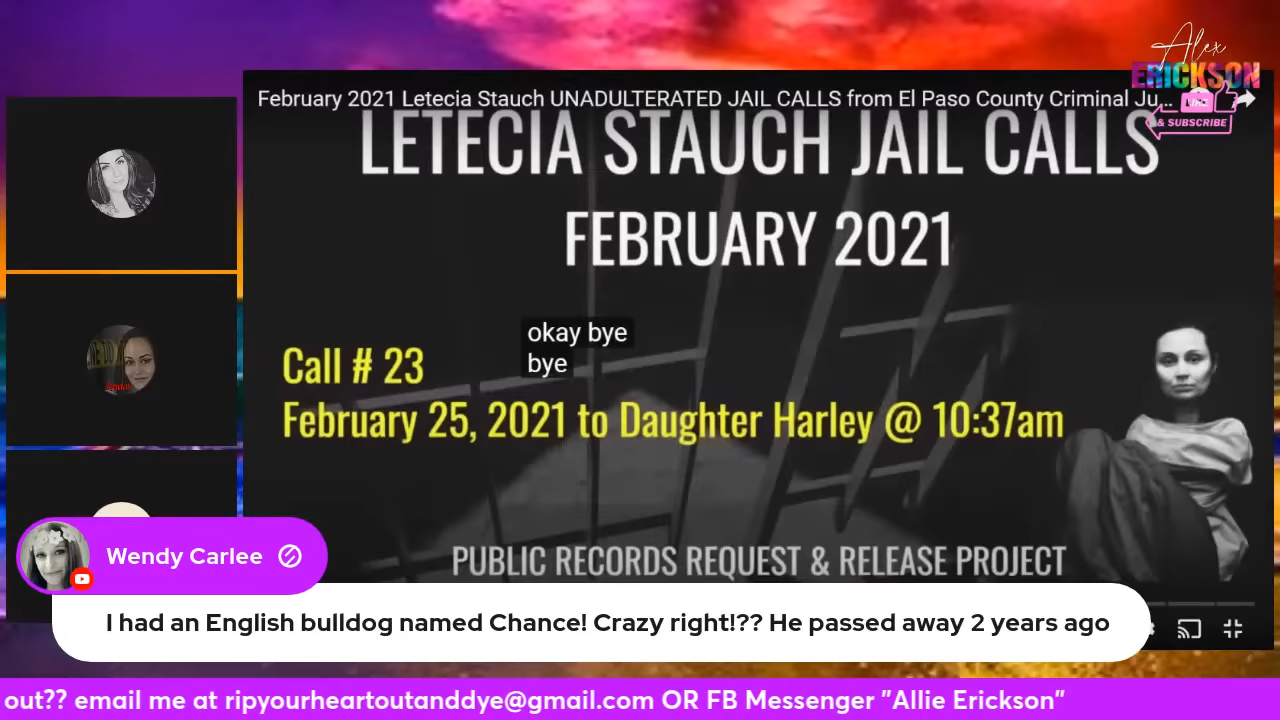 Alex
ERICKSON
LIKE
& SUBSCRIBE
February 2021 Letecia Stauch UNADULTERATED JAIL CALLS from El Paso County Criminal Ju...
LETECIA STAUCH JAIL CALLS
FEBRUARY 2021
okay bye
bye
Call # 23
February 25, 2021 to Daughter Harley @ 10:37am
PUBLIC RECORDS REQUEST & RELEASE PROJECT
Wendy Carlee
I had an English bulldog named Chance! Crazy right!?? He passed away 2 years ago
out?? email me at ripyourheartoutanddye@gmail.com OR FB Messenger "Allie Erickson"